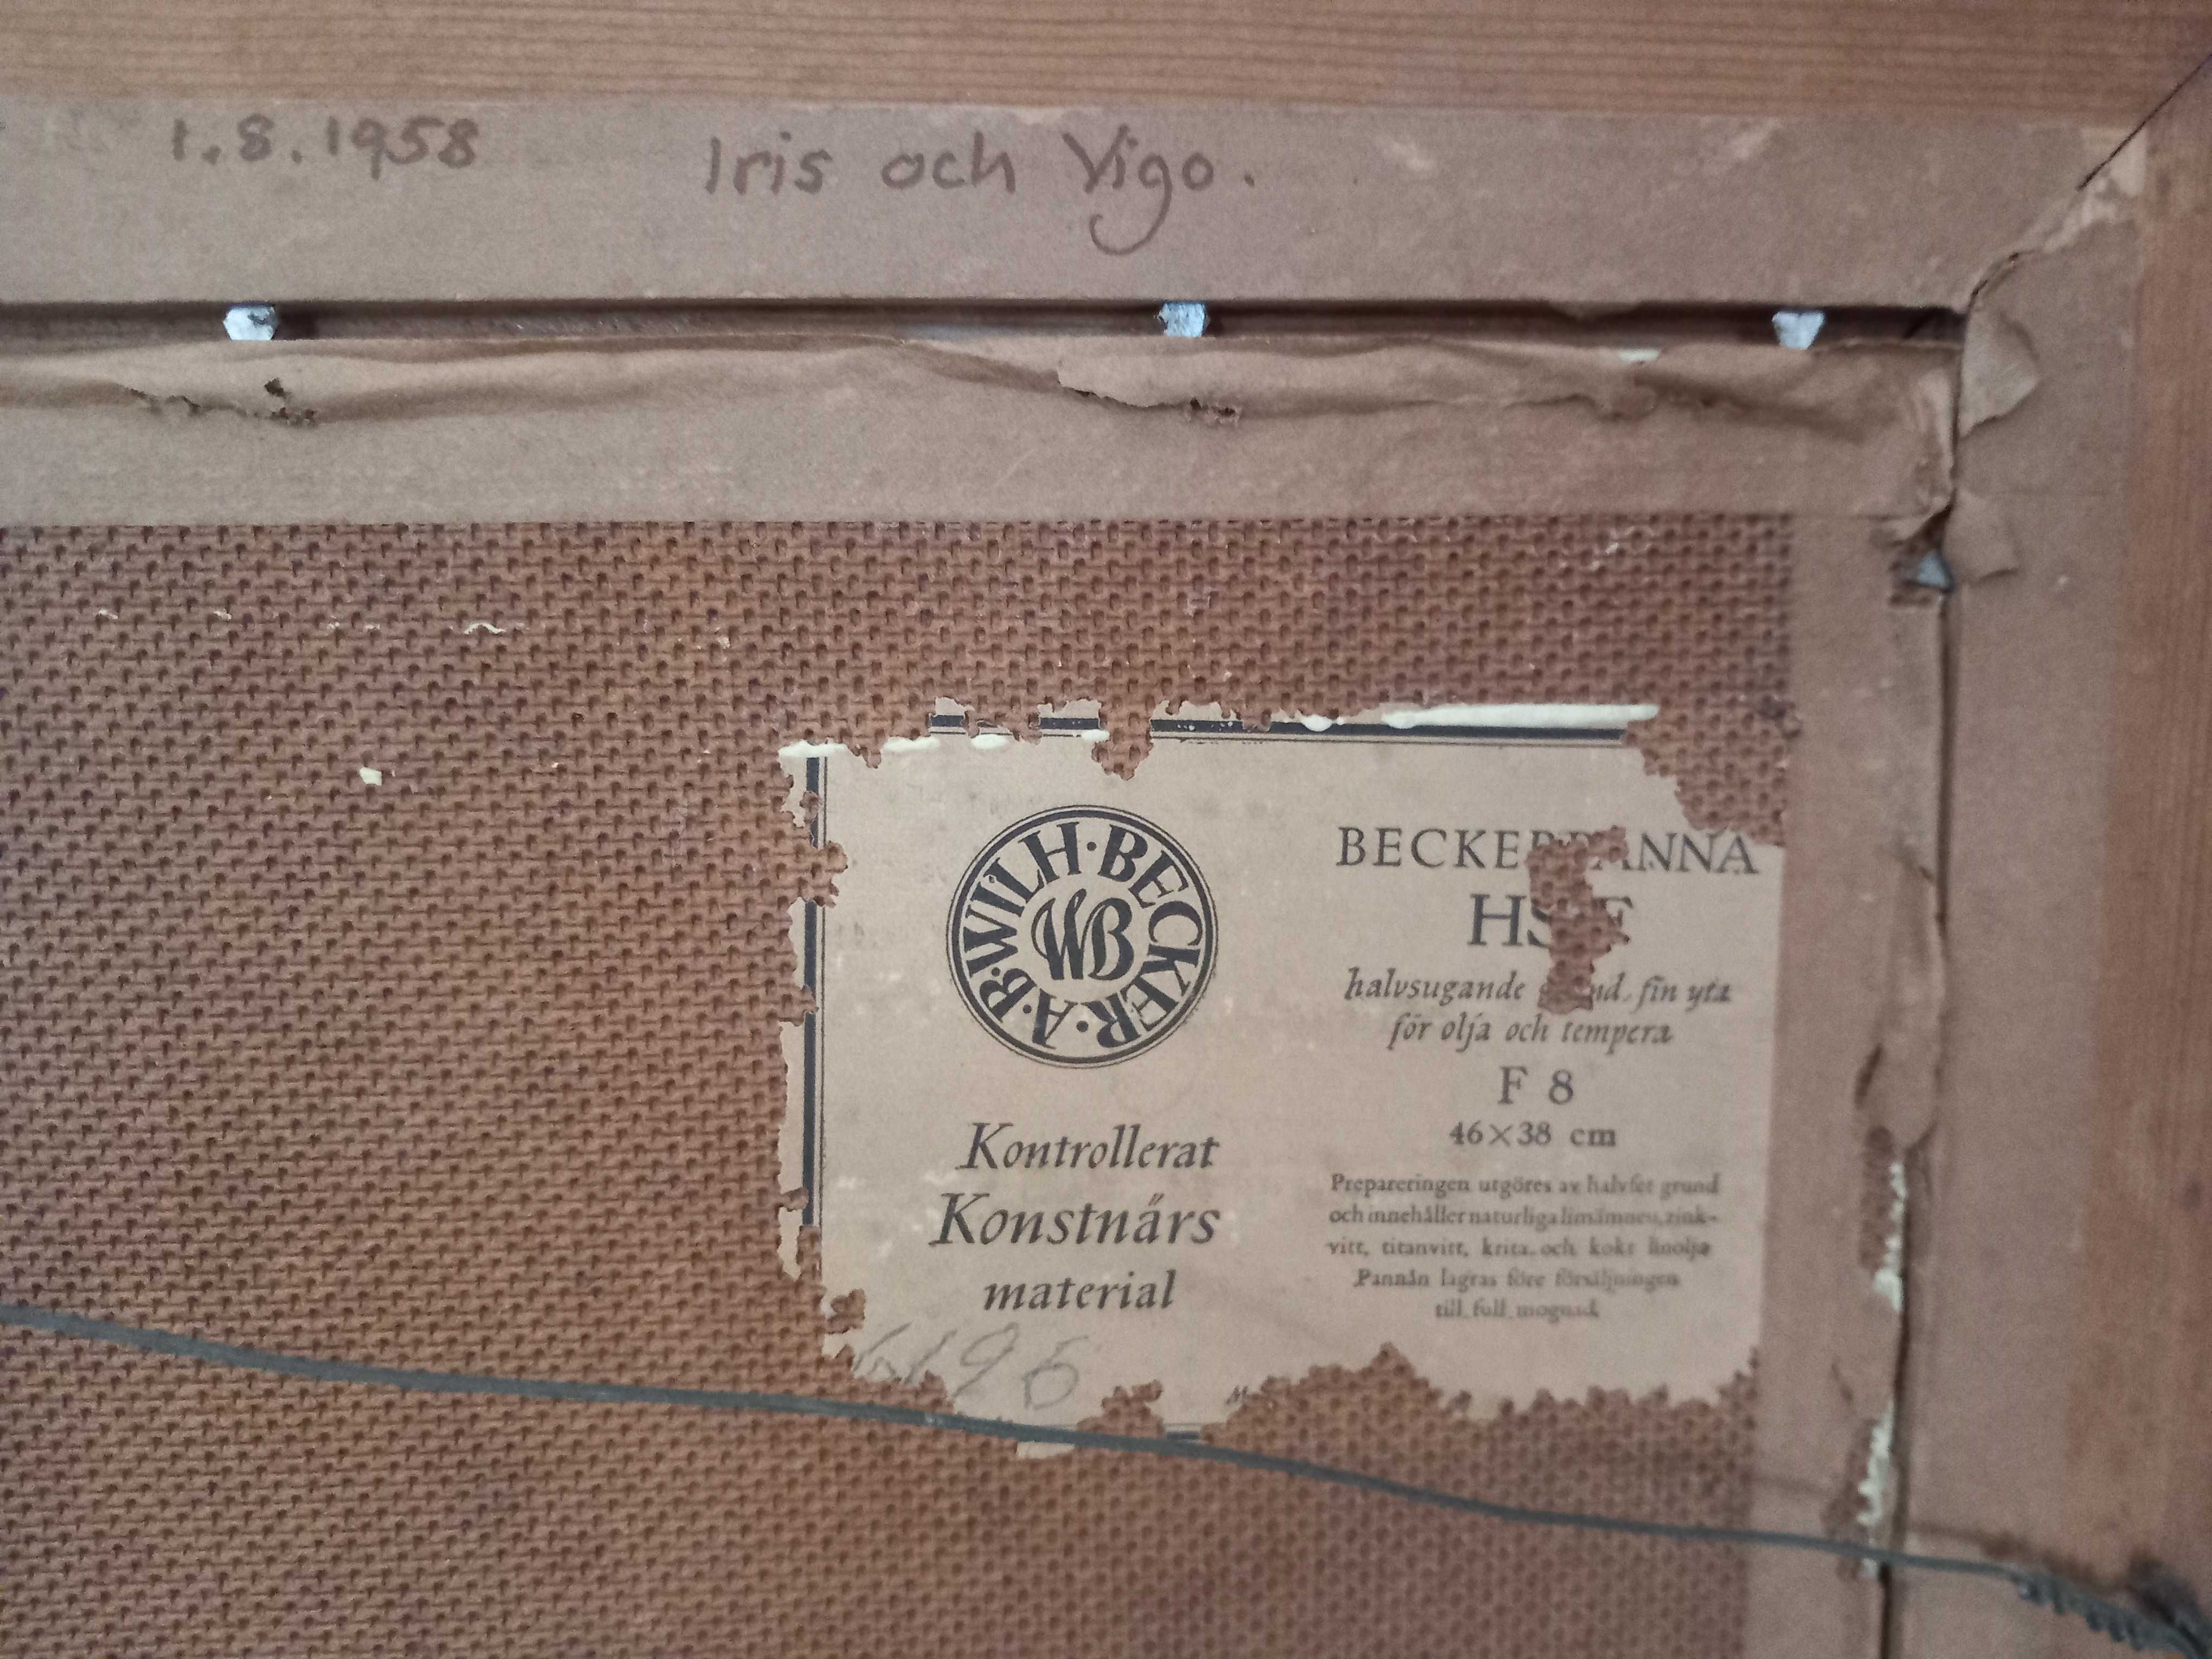 1.8.1958 Iris och Vigo.
A.B. WILH. BECKER.
WB
Kontrollerat
Konstnärs
material
96
BECKERPANNA
HSF
halvsugande fin yta
för olja och tempera
F 8
46×38 cm
Prepareringen utgöres av halvfet grund
och innehåller naturliga limämnen, zink-
vitt, titanvitt, krita och kokt linolja
Pannån lagras före försäljningen
till full mognad.